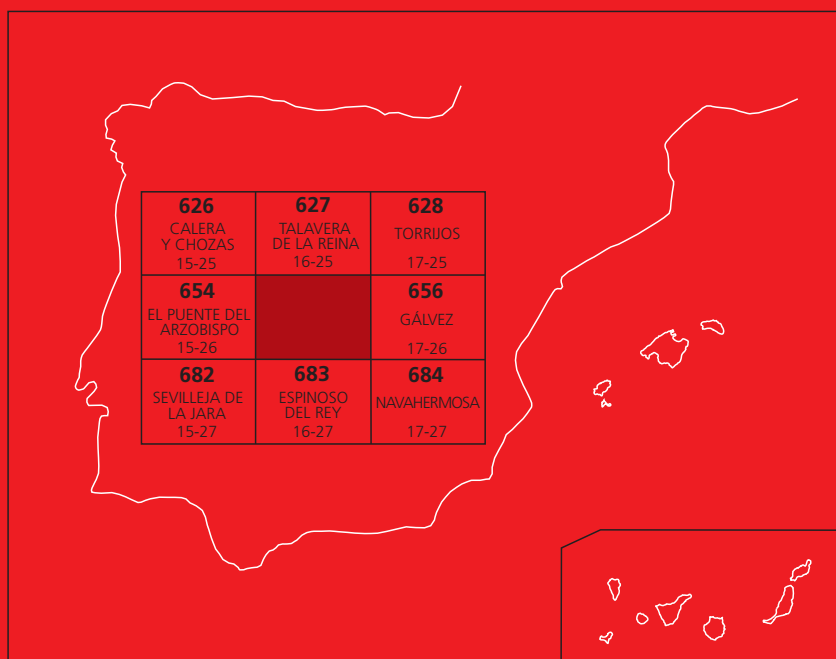 626
CALERA
Y CHOZAS
15-25
627
TALAVERA
DE LA REINA
16-25
628
TORRIJOS
17-25
654
EL PUENTE DEL
ARZOBISPO
15-26
656
GÁLVEZ
17-26
682
SEVILLEJA DE
LA JARA
15-27
683
ESPINOSO
DEL REY
16-27
684
NAVAHERMOSA
17-27